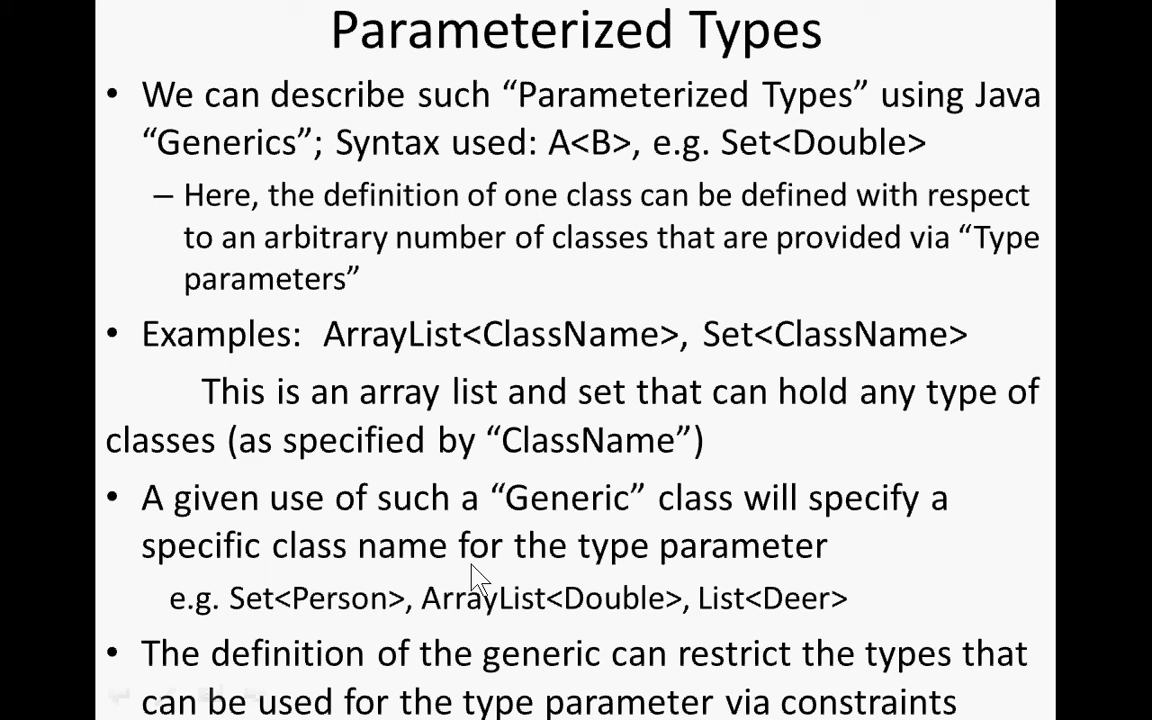 Parameterized Types
• We can describe such “Parameterized Types” using Java
“Generics”; Syntax used: A<B>, e.g. Set<Double>
– Here, the definition of one class can be defined with respect
to an arbitrary number of classes that are provided via “Type
parameters”
• Examples: ArrayList<ClassName>, Set<ClassName>
This is an array list and set that can hold any type of
classes (as specified by “ClassName”)
• A given use of such a “Generic” class will specify a
specific class name for the type parameter
e.g. Set<Person>, ArrayList<Double>, List<Deer>
• The definition of the generic can restrict the types that
can be used for the type parameter via constraints